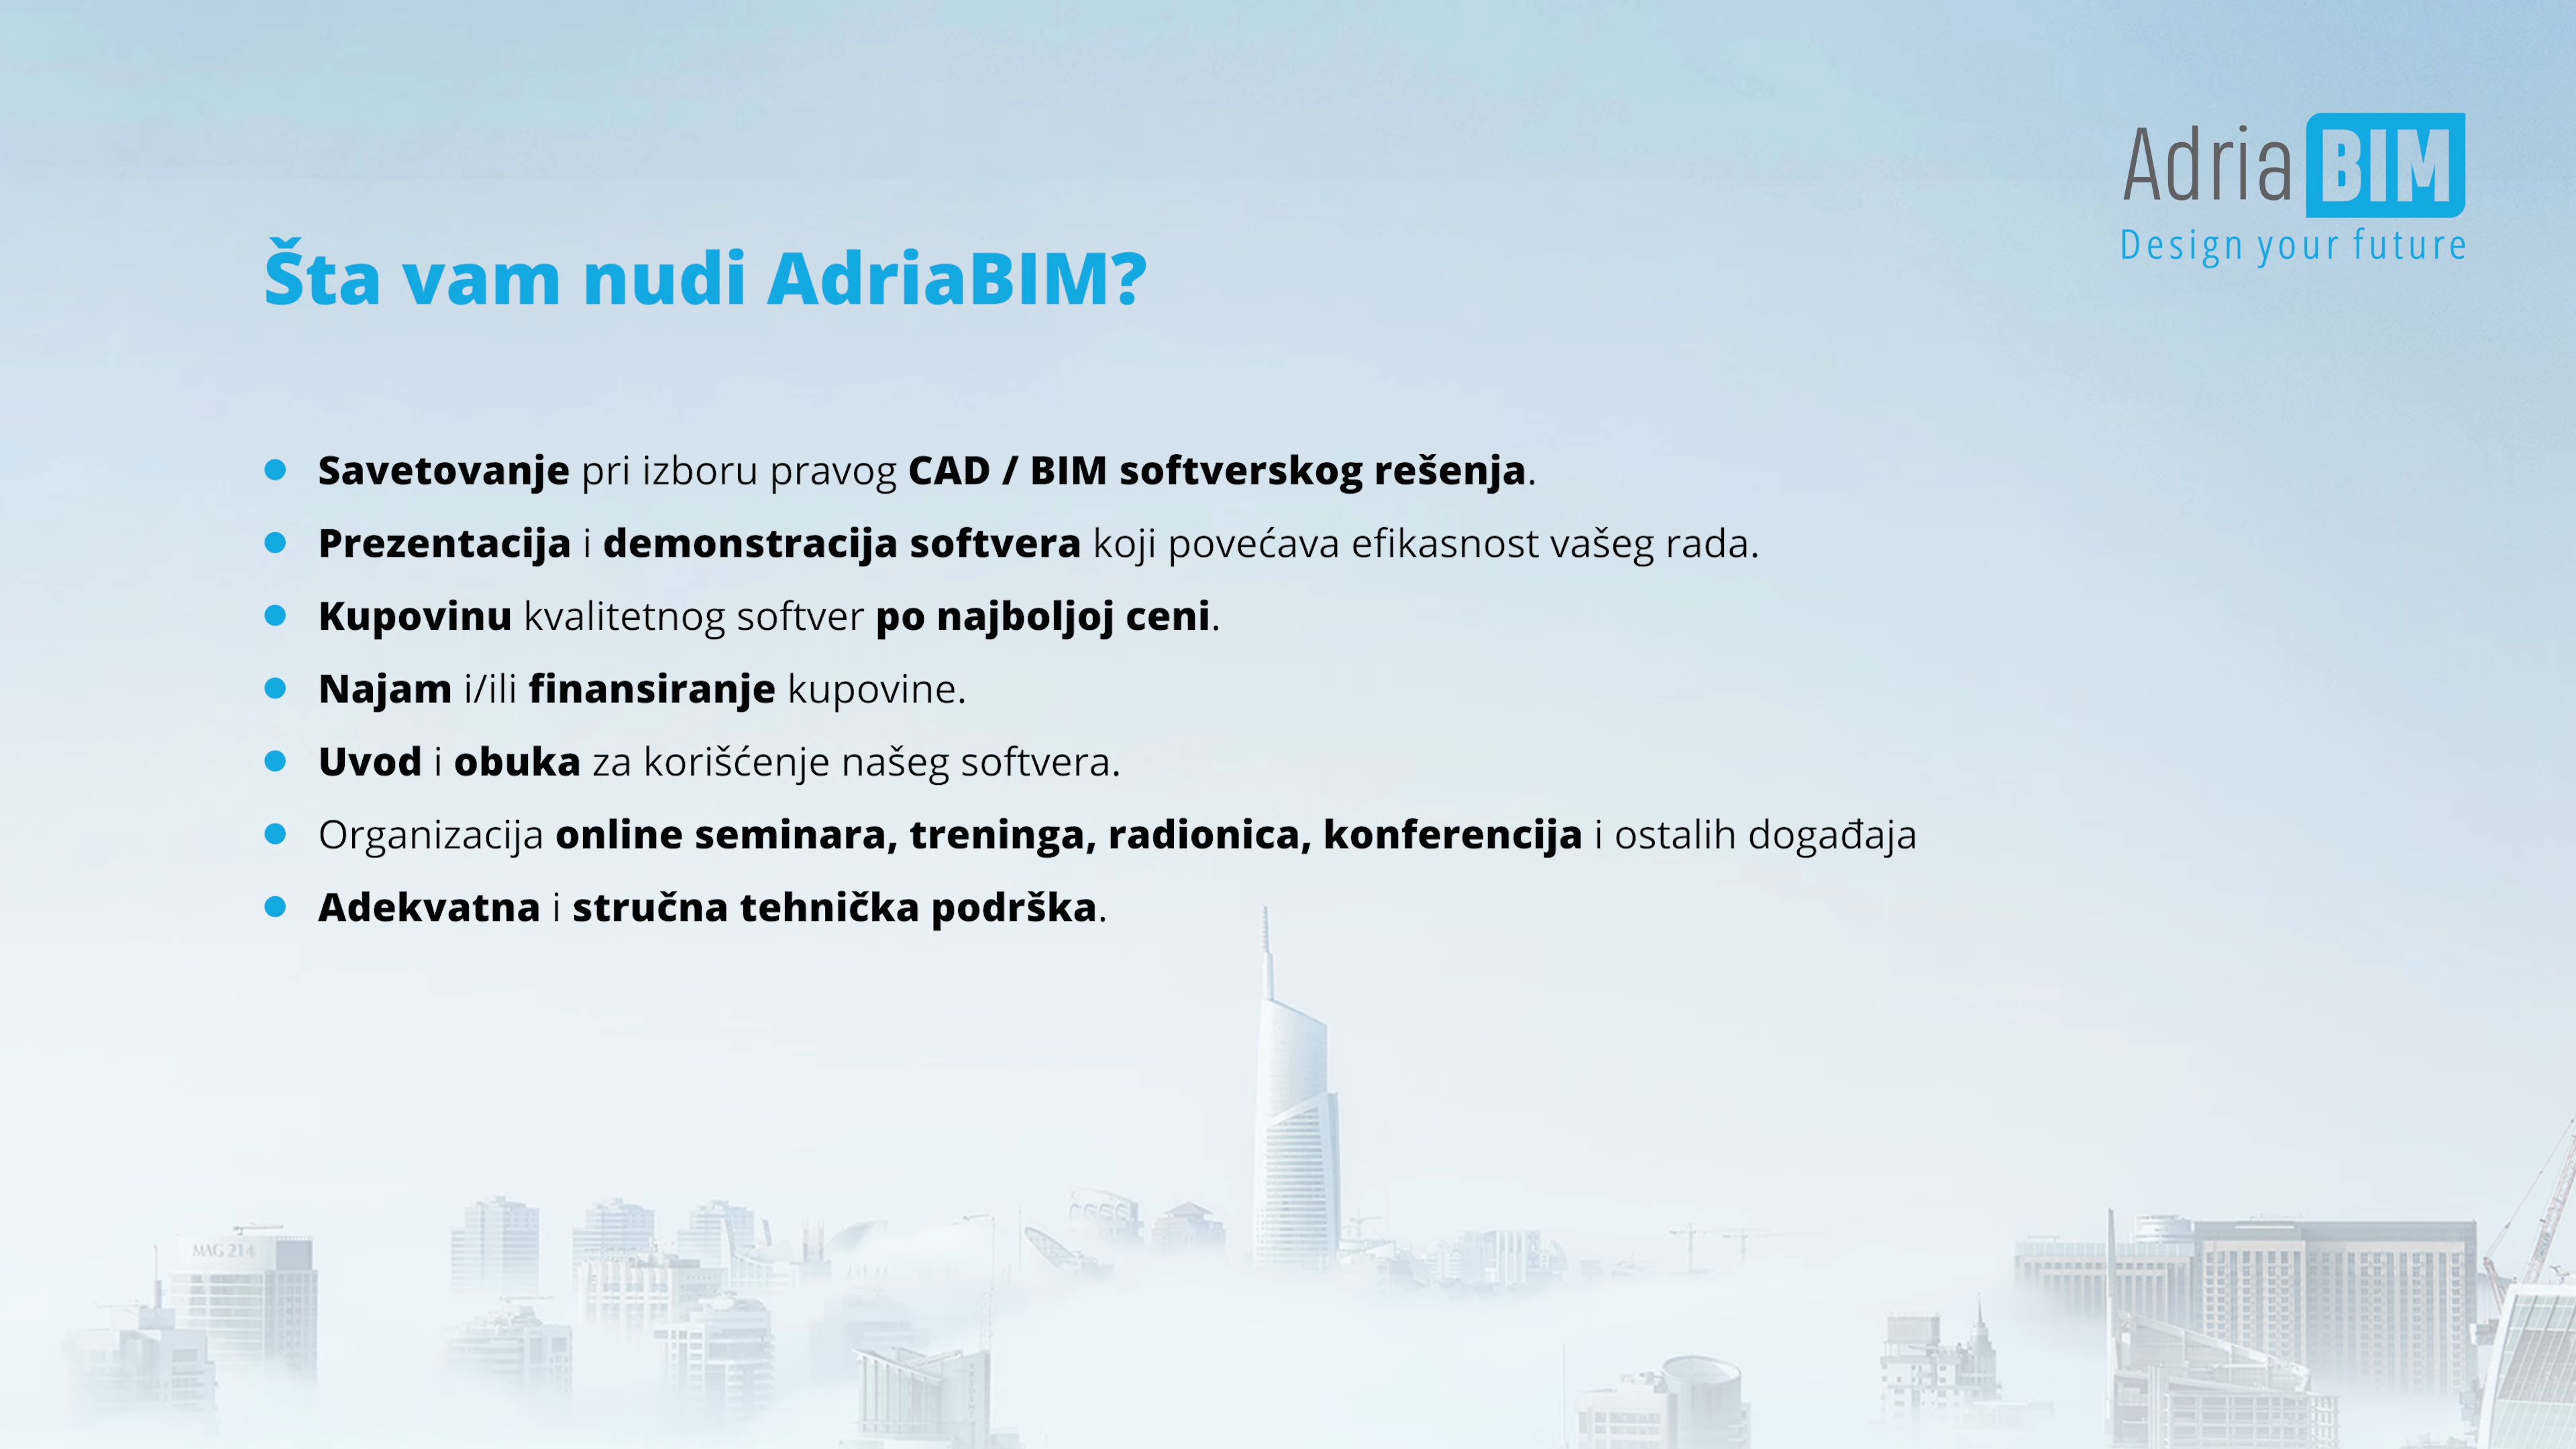 Adria BIM
Design your future
Šta vam nudi AdriaBIM?
Savetovanje pri izboru pravog CAD / BIM softverskog rešenja.
Prezentacija i demonstracija softvera koji povećava efikasnost vašeg rada.
Kupovinu kvalitetnog softver po najboljoj ceni.
Najam i/ili finansiranje kupovine.
Uvod i obuka za korišćenje našeg softvera.
Organizacija online seminara, treninga, radionica, konferencija i ostalih događaja
Adekvatna i stručna tehnička podrška.
MAG 214